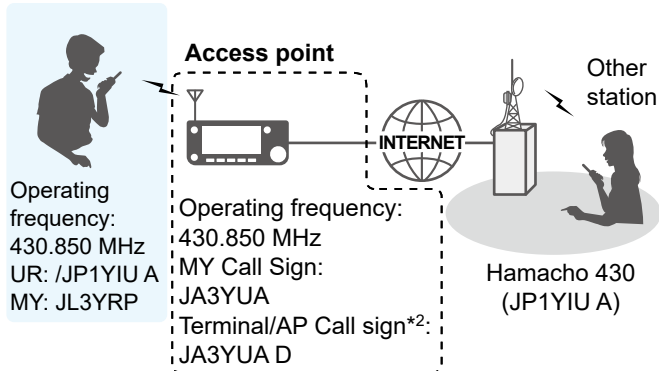 Access point
Other
station
INTERNET
Operating
frequency:
430.850 MHz
UR: /JP1YIU A
MY: JL3YRP
Operating frequency:
430.850 MHz
MY Call Sign:
JA3YUA
Terminal/AP Call sign*2:
JA3YUA D
Hamacho 430
(JP1YIU A)